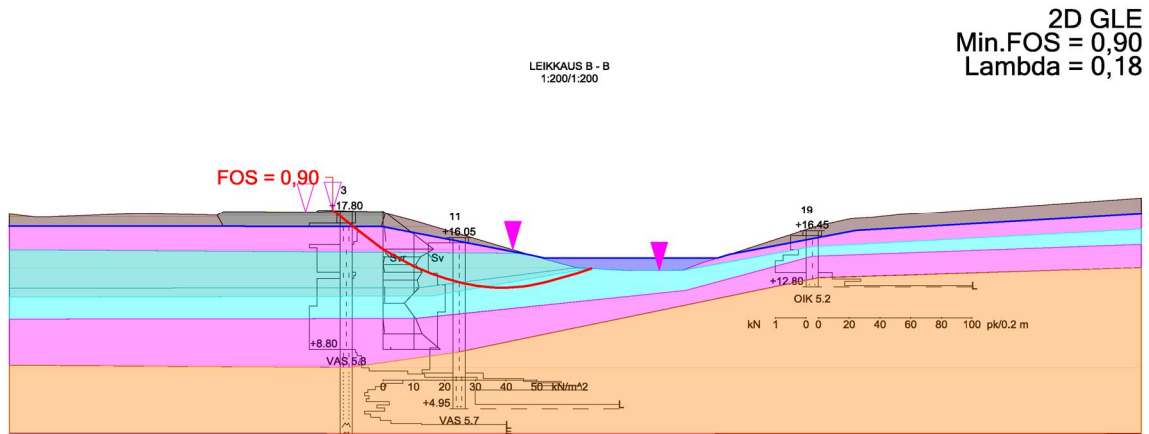 2D GLE
Min.FOS = 0,90
Lambda = 0,18
LEIKKAUS B - B
1:200/1:200
FOS = 0,90
3
+17.80
11
+16.05
19
+16.45
Svr
Sv
+12.80
OIK 5.2
kN 1 0 0 20 40 60 80 100 pk/0.2 m
+8.80
VAS 5.8
0 10 20 30 40 50 kN/m^2
+4.95
VAS 5.7